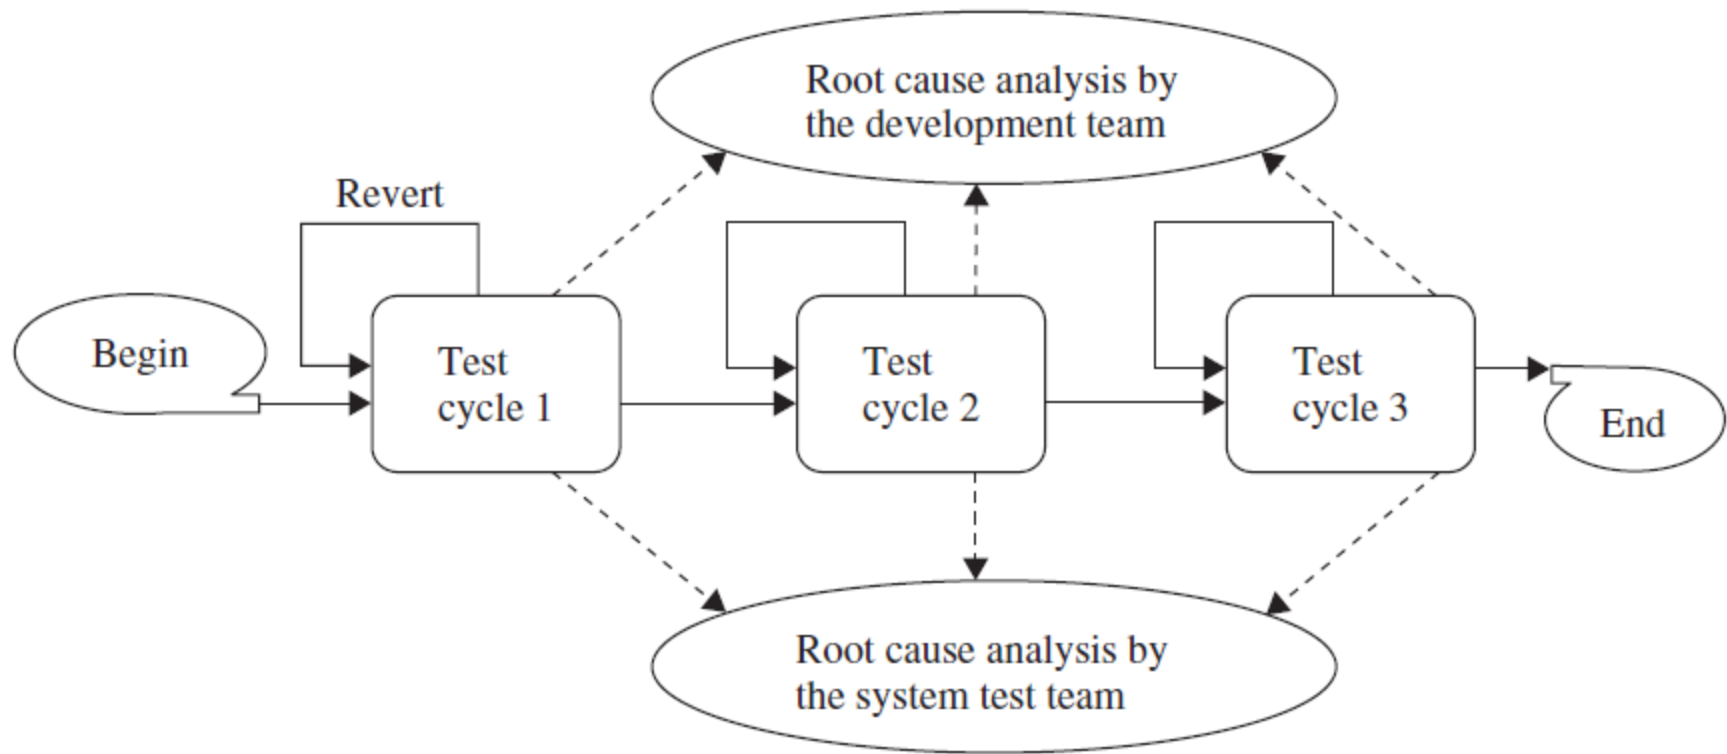 Root cause analysis by
the development team
Revert
Begin
Test
cycle 1
Test
cycle 2
Test
cycle 3
End
Root cause analysis by
the system test team